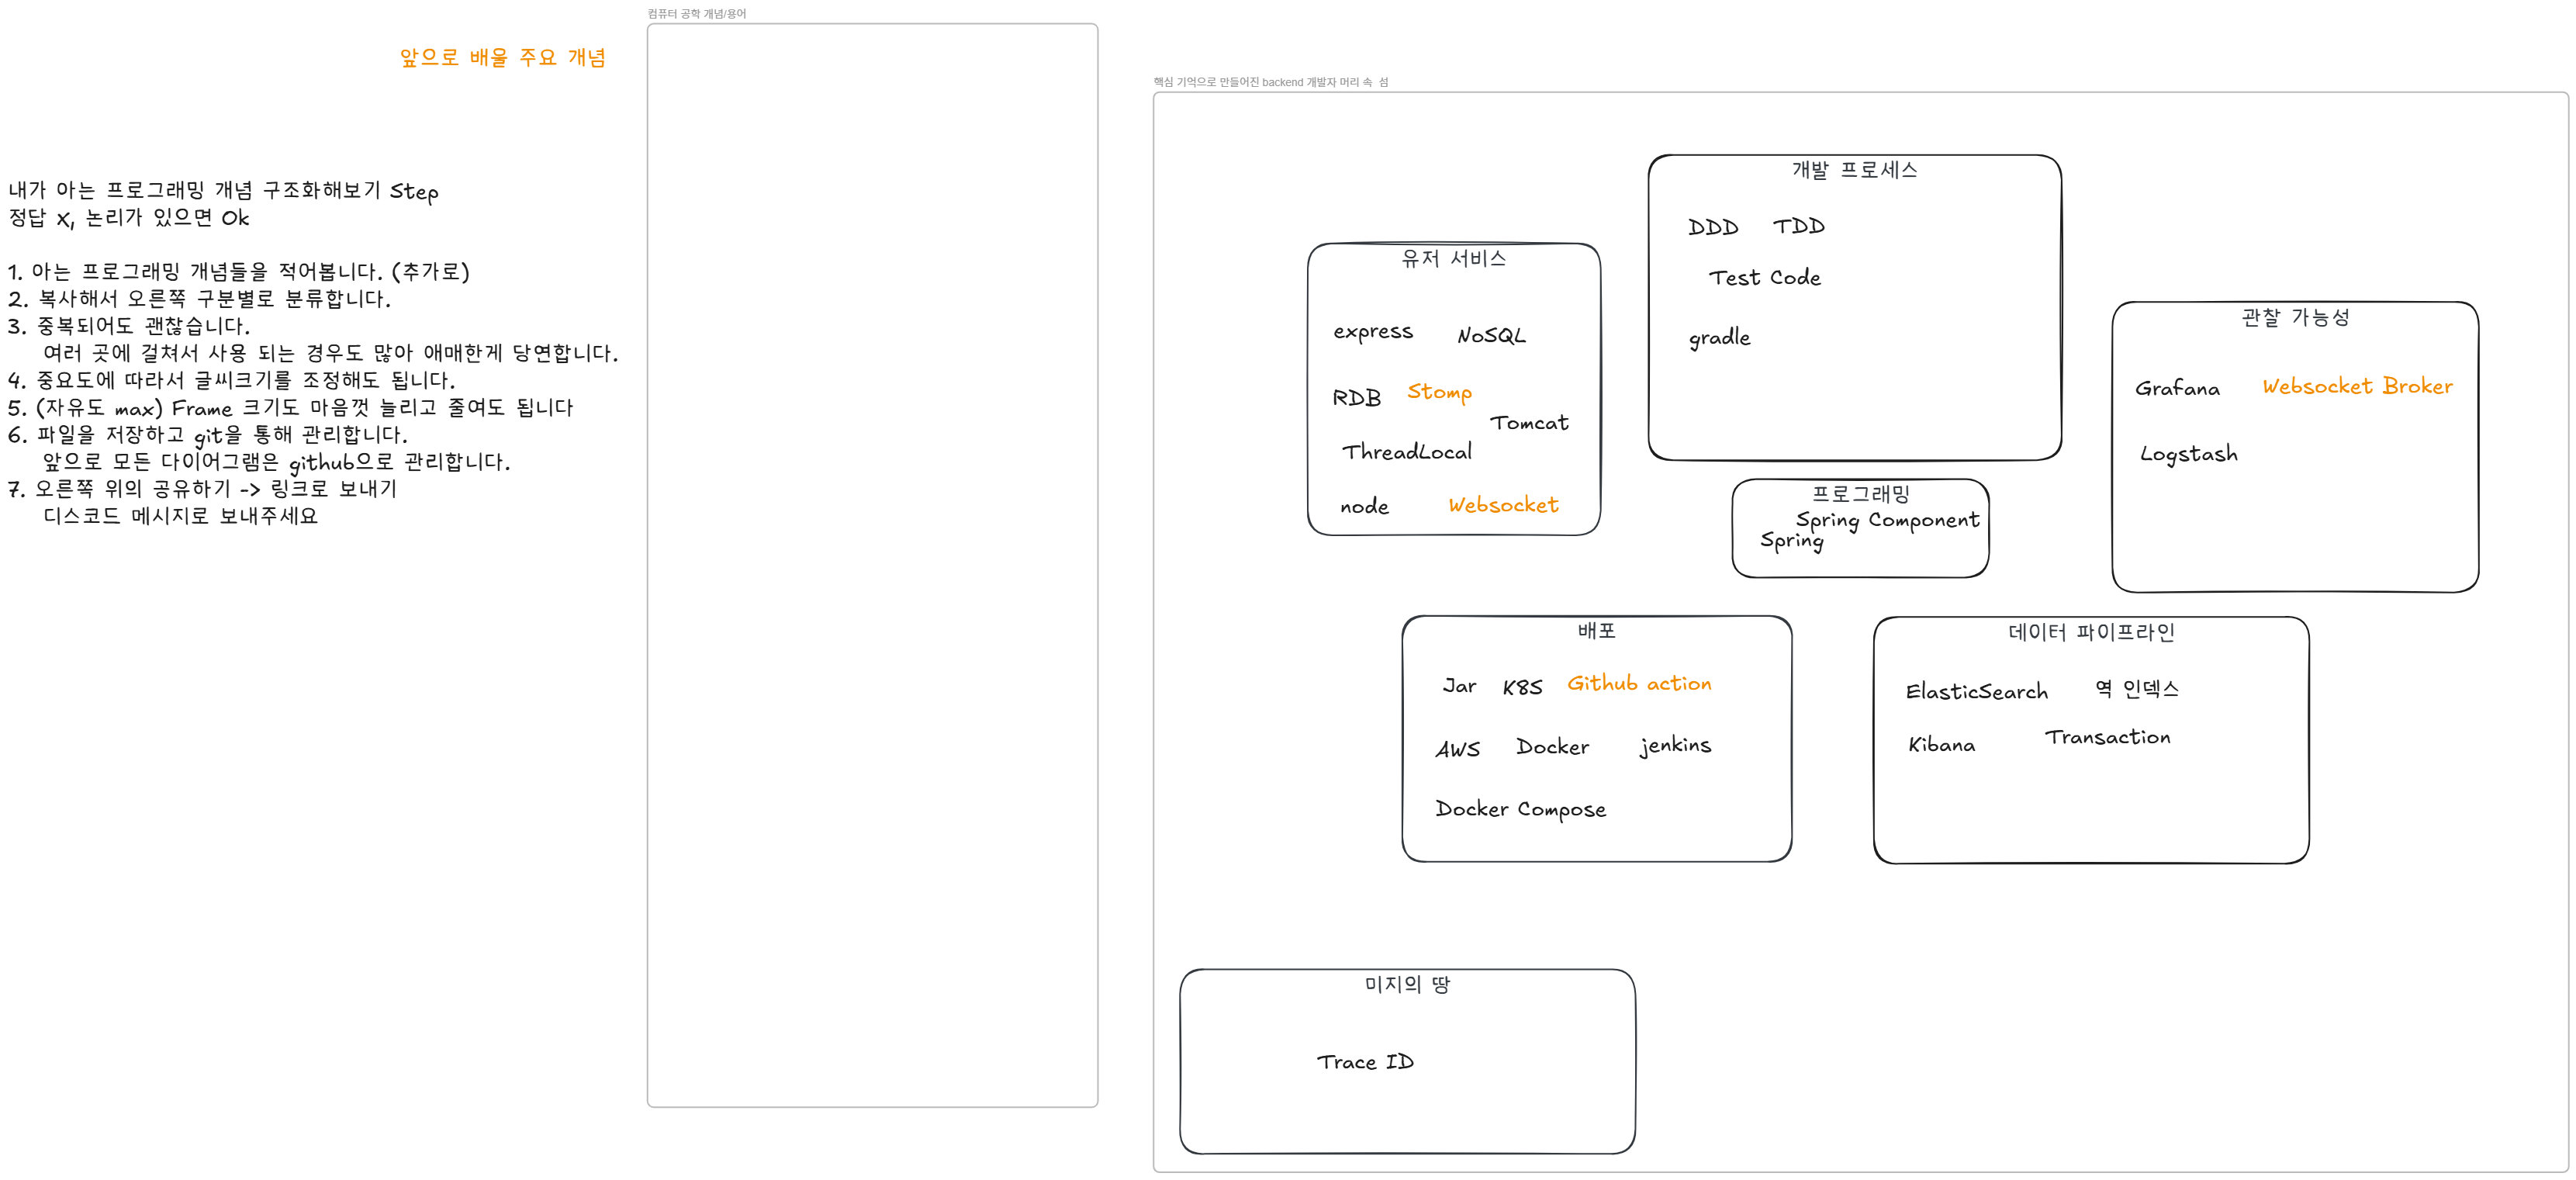 컴퓨터 공학 개념/용어
앞으로 배울 주요 개념
내가 아는 프로그래밍 개념 구조화해보기 Step
정답 X, 논리가 있으면 Ok
1. 아는 프로그래밍 개념들을 적어봅니다. (추가로)
2. 복사해서 오른쪽 구분별로 분류합니다.
3. 중복되어도 괜찮습니다.
여러 곳에 걸쳐서 사용 되는 경우도 많아 애매한게 당연합니다.
4. 중요도에 따라서 글씨크기를 조정해도 됩니다.
5. (자유도 max) Frame 크기도 마음껏 늘리고 줄여도 됩니다
6. 파일을 저장하고 git을 통해 관리합니다.
앞으로 모든 다이어그램은 github으로 관리합니다.
7. 오른쪽 위의 공유하기 -> 링크로 보내기
디스코드 메시지로 보내주세요
핵심 기억으로 만들어진 backend 개발자 머리 속 섬
유저 서비스
express
NoSQL
RDB
Stomp
Tomcat
ThreadLocal
node
Websocket
개발 프로세스
DDD
TDD
Test Code
gradle
프로그래밍
Spring Component
Spring
관찰 가능성
Grafana
Websocket Broker
Logstash
배포
Jar
K8S
Github action
AWS
Docker
jenkins
Docker Compose
데이터 파이프라인
ElasticSearch
역 인덱스
Kibana
Transaction
미지의 땅
Trace ID